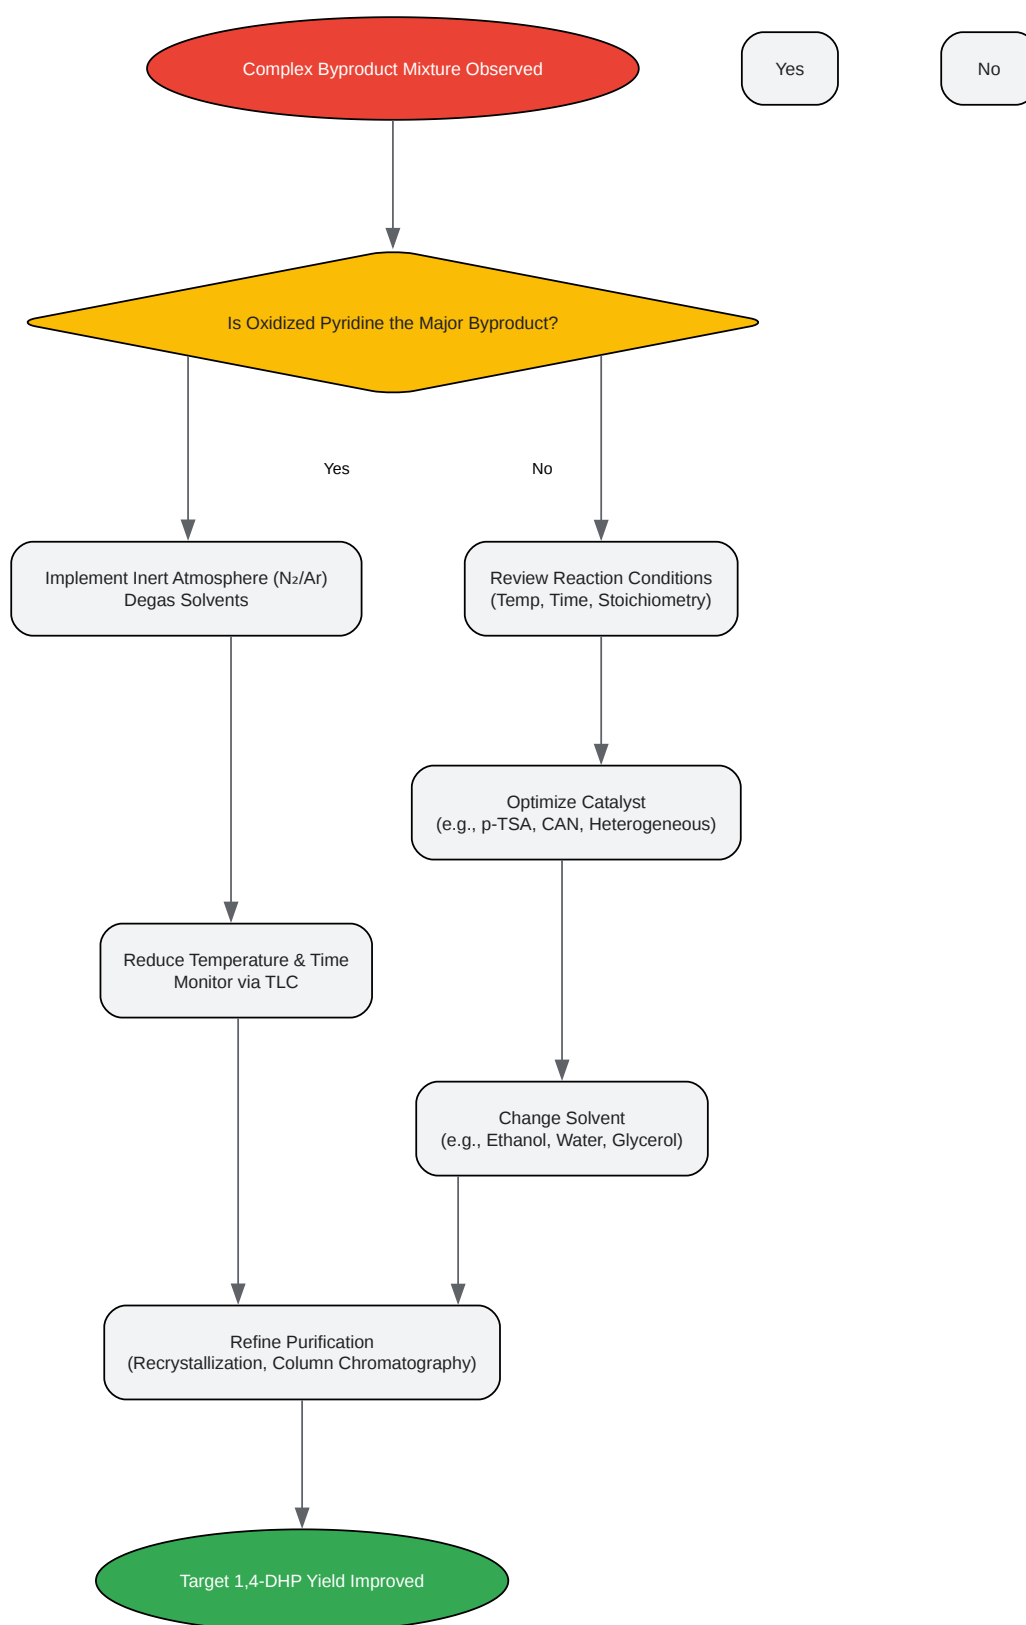 Complex Byproduct Mixture Observed
Yes
No
Is Oxidized Pyridine the Major Byproduct?
Yes
No
Implement Inert Atmosphere (N₂/Ar)
Degas Solvents
Review Reaction Conditions
(Temp, Time, Stoichiometry)
Optimize Catalyst
(e.g., p-TSA, CAN, Heterogeneous)
Reduce Temperature & Time
Monitor via TLC
Change Solvent
(e.g., Ethanol, Water, Glycerol)
Refine Purification
(Recrystallization, Column Chromatography)
Target 1,4-DHP Yield Improved